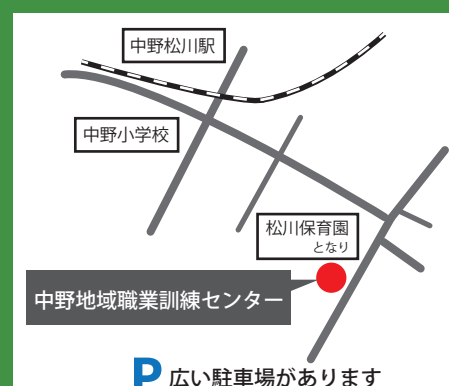 中野松川駅
中野小学校
松川保育園
となり
中野地域職業訓練センター
P 広い駐車場があります